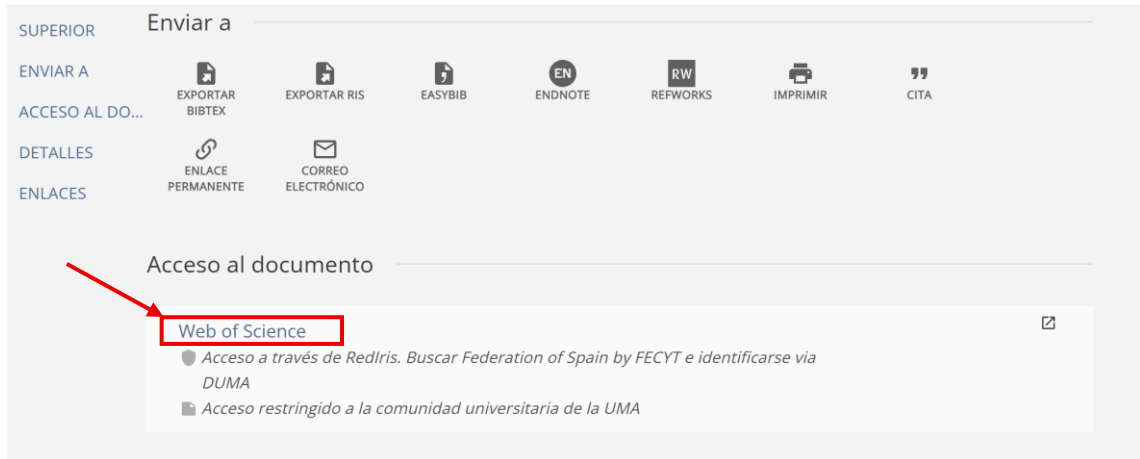 SUPERIOR
ENVIAR A
ACCESO AL DO...
DETALLES
ENLACES
Enviar a
EXPORTAR
BIBTEX
EXPORTAR RIS
EASYBIB
EN
ENDNOTE
RW
REFWORKS
IMPRIMIR
CITA
ENLACE
PERMANENTE
CORREO
ELECTRÓNICO
Acceso al documento
Web of Science
Acceso a través de RedIris. Buscar Federation of Spain by FECYT e identificarse via
DUMA
Acceso restringido a la comunidad universitaria de la UMA